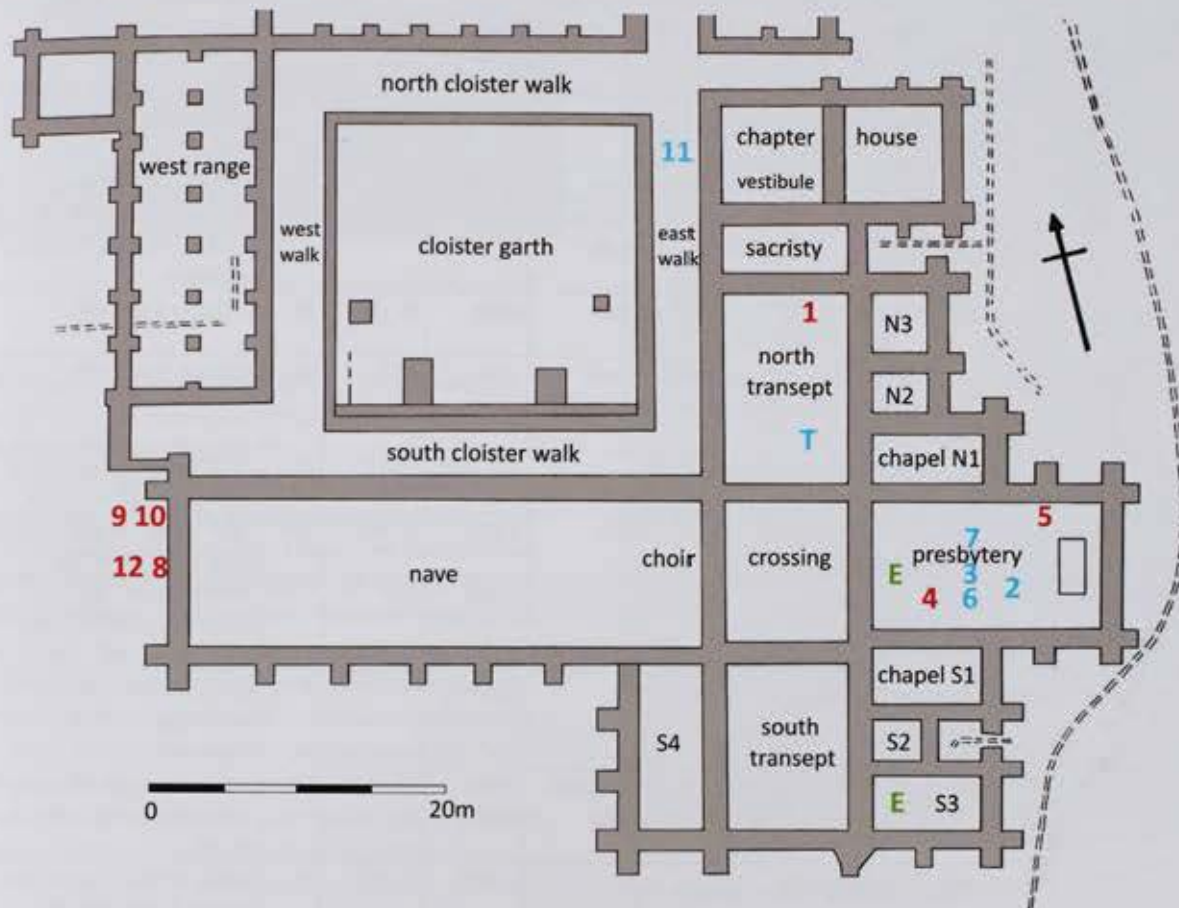 north cloister walk
11
chapter
vestibule
house
west range
west
walk
cloister garth
east
walk
sacristy
1
north
transept
N3
N2
T
south cloister walk
chapel N1
9 10
12 8
nave
choir
crossing
5
7
presbytery
E
3
4
6
2
chapel S1
S4
south
transept
S2
E
S3
0
20m